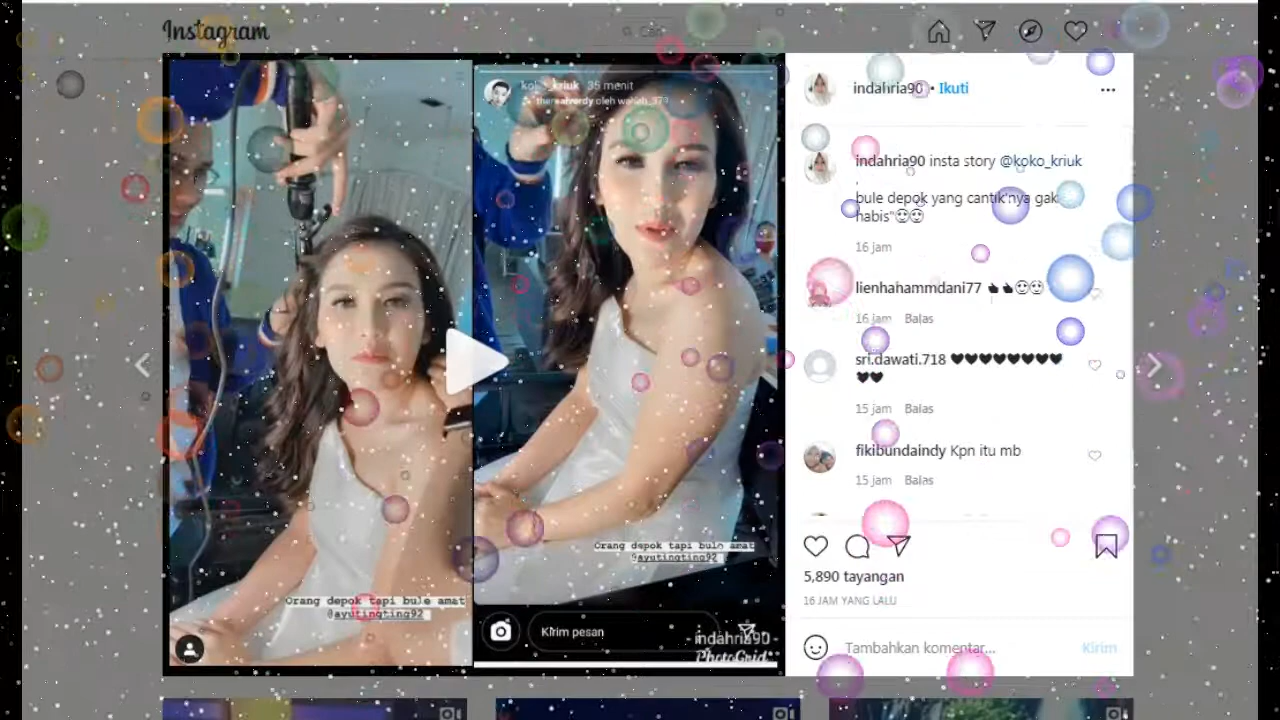 Instagram
Cari
35 menit
oleh
Orang depok tapi bule amat
@ayutingting92
Orang depok tapi bule amat
@ayutingting92
Kirim pesan
- indahria90 -
PhotoGrid
indahria90 • Ikuti
indahria90 insta story @koko_kriuk
.
bule depok yang cantik'nya gak
habis"
16 jam
lienhahammdani77
16 jam Balas
sri.dawati.718
15 jam Balas
fikibundaindy Kpn itu mb
15 jam Balas
5,890 tayangan
16 JAM YANG LALU
Tambahkan komentar...
Kirim